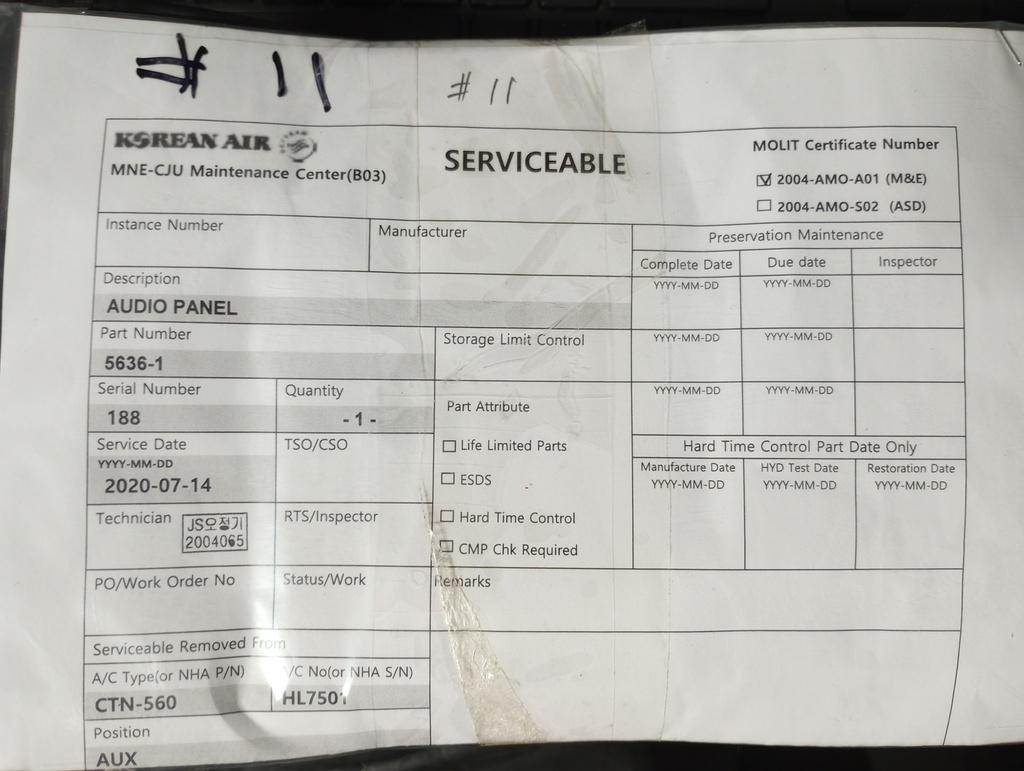 # 11
# 11
KOREAN AIR
MNE-CJU Maintenance Center(B03)
SERVICEABLE
MOLIT Certificate Number
☑ 2004-AMO-A01 (M&E)
☐ 2004-AMO-S02 (ASD)
Instance Number
Manufacturer
Preservation Maintenance
Complete Date Due date Inspector
YYYY-MM-DD YYYY-MM-DD
Description
AUDIO PANEL
Part Number
5636-1
Storage Limit Control
YYYY-MM-DD YYYY-MM-DD
Serial Number
188
Quantity
- 1 -
Part Attribute
☐ Life Limited Parts
☐ ESDS
☐ Hard Time Control
☐ CMP Chk Required
YYYY-MM-DD YYYY-MM-DD
Hard Time Control Part Date Only
Manufacture Date HYD Test Date Restoration Date
YYYY-MM-DD YYYY-MM-DD YYYY-MM-DD
Service Date
YYYY-MM-DD
2020-07-14
TSO/CSO
Technician
JS오정기
2004065
RTS/Inspector
PO/Work Order No
Status/Work
Remarks
Serviceable Removed From
A/C Type(or NHA P/N)
CTN-560
/C No(or NHA S/N)
HL7501
Position
AUX